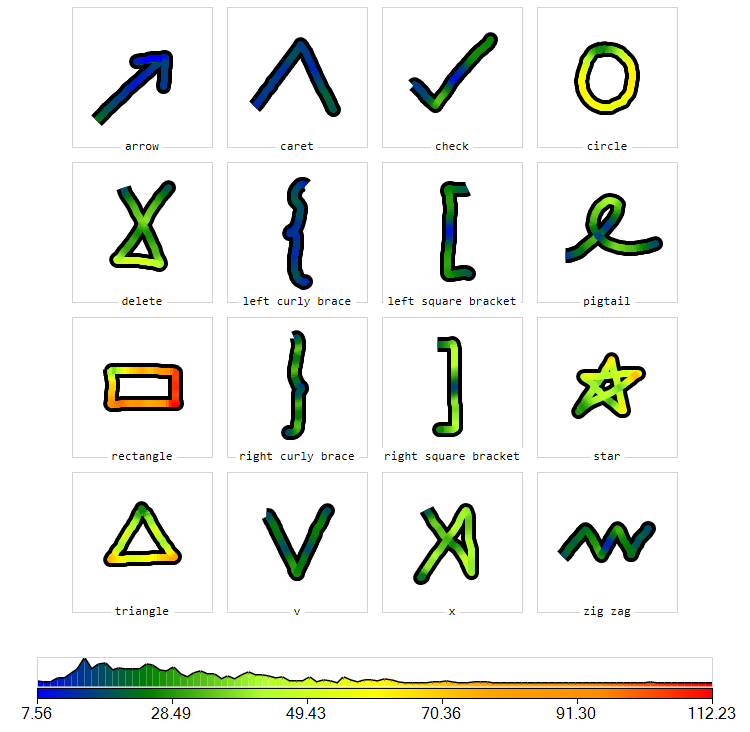 arrow caret check circle
delete left curly brace left square bracket pigtail
rectangle right curly brace right square bracket star
triangle v x zig zag
7.56 28.49 49.43 70.36 91.30 112.23